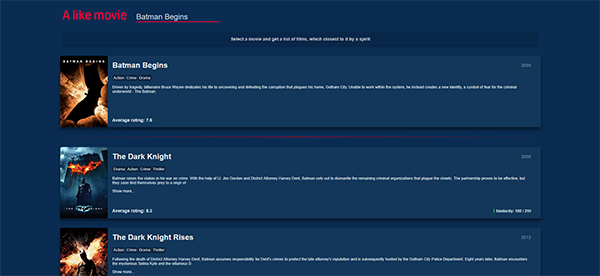 A like movie
Batman Begins
Select a movie and get a list of films, which closest to it by a spirit
BATMAN BEGINS
Batman Begins
2005
Action Crime Drama
Driven by tragedy, billionaire Bruce Wayne dedicates his life to uncovering and defeating the corruption that plagues his home, Gotham City. Unable to work within the system, he instead creates a new identity, a symbol of fear for the criminal
underworld - The Batman.
Average rating: 7.6
The Dark Knight
2008
Drama Action Crime Thriller
Batman raises the stakes in his war on crime. With the help of Lt. Jim Gordon and District Attorney Harvey Dent, Batman sets out to dismantle the remaining criminal organizations that plague the streets. The partnership proves to be effective, but
they soon find themselves prey to a reign of
Show more...
Average rating: 8.2
Similarity: 100 / 210
The Dark Knight Rises
2012
Action Crime Drama Thriller
Following the death of District Attorney Harvey Dent, Batman assumes responsibility for Dent's crimes to protect the late attorney's reputation and is subsequently hunted by the Gotham City Police Department. Eight years later, Batman encounters
the mysterious Selina Kyle and the villainous B
Show more...